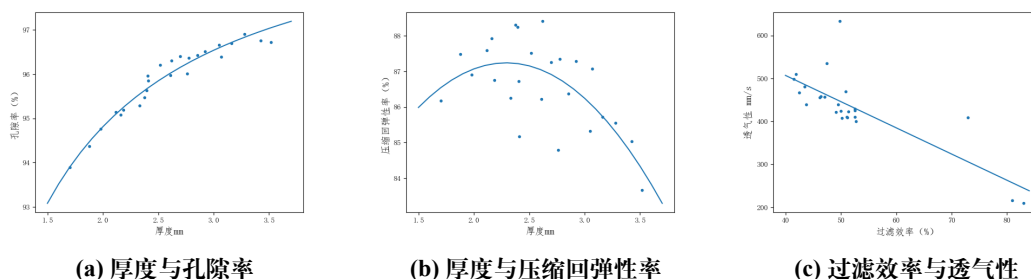 97
96
95
94
93
孔隙率 (%)
1.5 2.0 2.5 3.0 3.5
厚度mm
(a) 厚度与孔隙率
88
87
86
85
84
压缩回弹性率 (%)
1.5 2.0 2.5 3.0 3.5
厚度mm
(b) 厚度与压缩回弹性率
600
500
400
300
200
透气性 mm/s
40 50 60 70 80
过滤效率 (%)
(c) 过滤效率与透气性